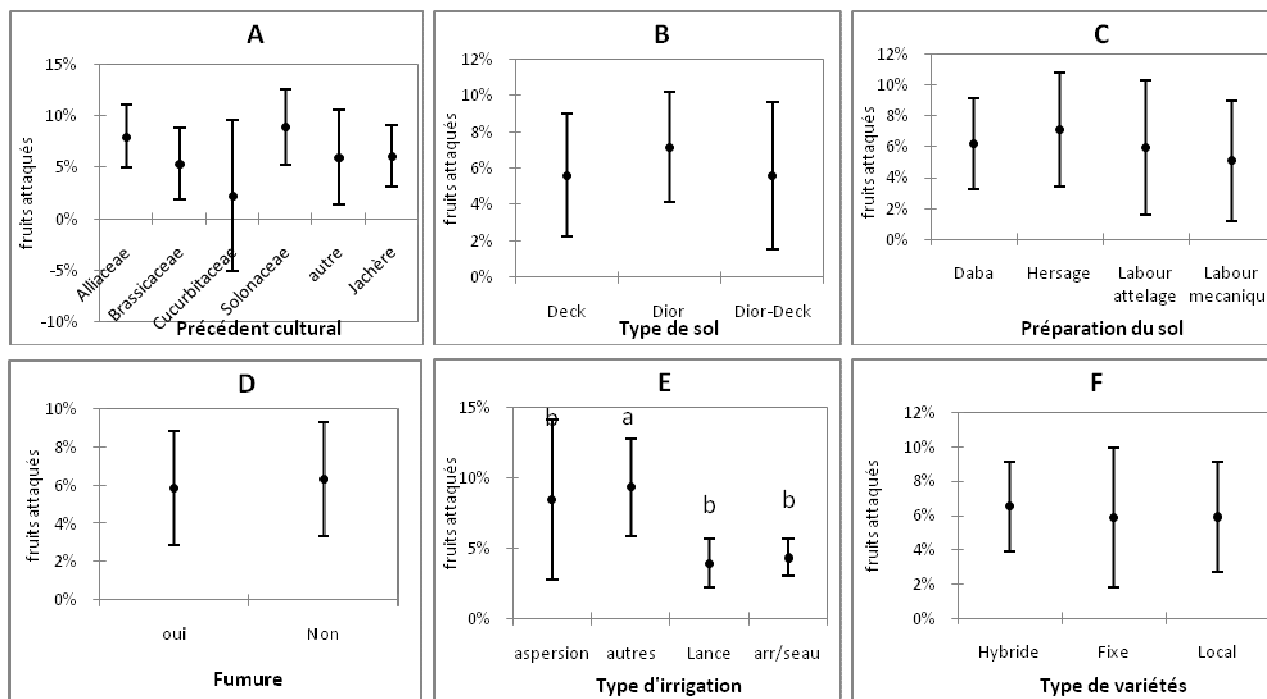 A
15%
10%
5%
0%
-5%
-10%
fruits attaqués
Alliaceae
Brassicaceae
Cucurbitaceae
Solonaceae
autre
Jachère
Précédent cultural
B
12%
10%
8%
6%
4%
2%
0%
fruits attaqués
Deck
Dior
Dior-Deck
Type de sol
C
12%
10%
8%
6%
4%
2%
0%
fruits attaqués
Daba
Hersage
Labour attelage
Labour mecaniqu
Préparation du sol
D
10%
8%
6%
4%
2%
0%
fruits attaqués
oui
Non
Fumure
E
15%
10%
5%
0%
fruits attaqués
b
a
b
b
aspersion
autres
Lance
arr/seau
Type d'irrigation
F
12%
10%
8%
6%
4%
2%
0%
fruits attaqués
Hybride
Fixe
Local
Type de variétés